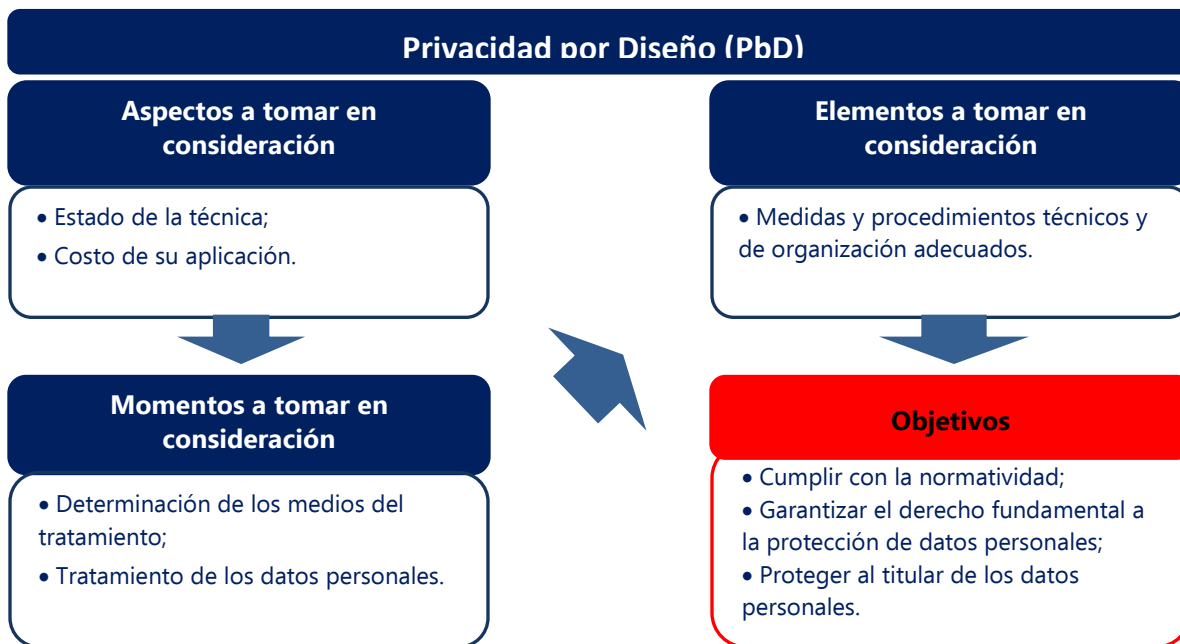 Privacidad por Diseño (PbD)
Aspectos a tomar en
consideración
• Estado de la técnica;
• Costo de su aplicación.
Momentos a tomar en
consideración
• Determinación de los medios del
tratamiento;
• Tratamiento de los datos personales.
Elementos a tomar en
consideración
• Medidas y procedimientos técnicos y
de organización adecuados.
Objetivos
• Cumplir con la normatividad;
• Garantizar el derecho fundamental a
la protección de datos personales;
• Proteger al titular de los datos
personales.